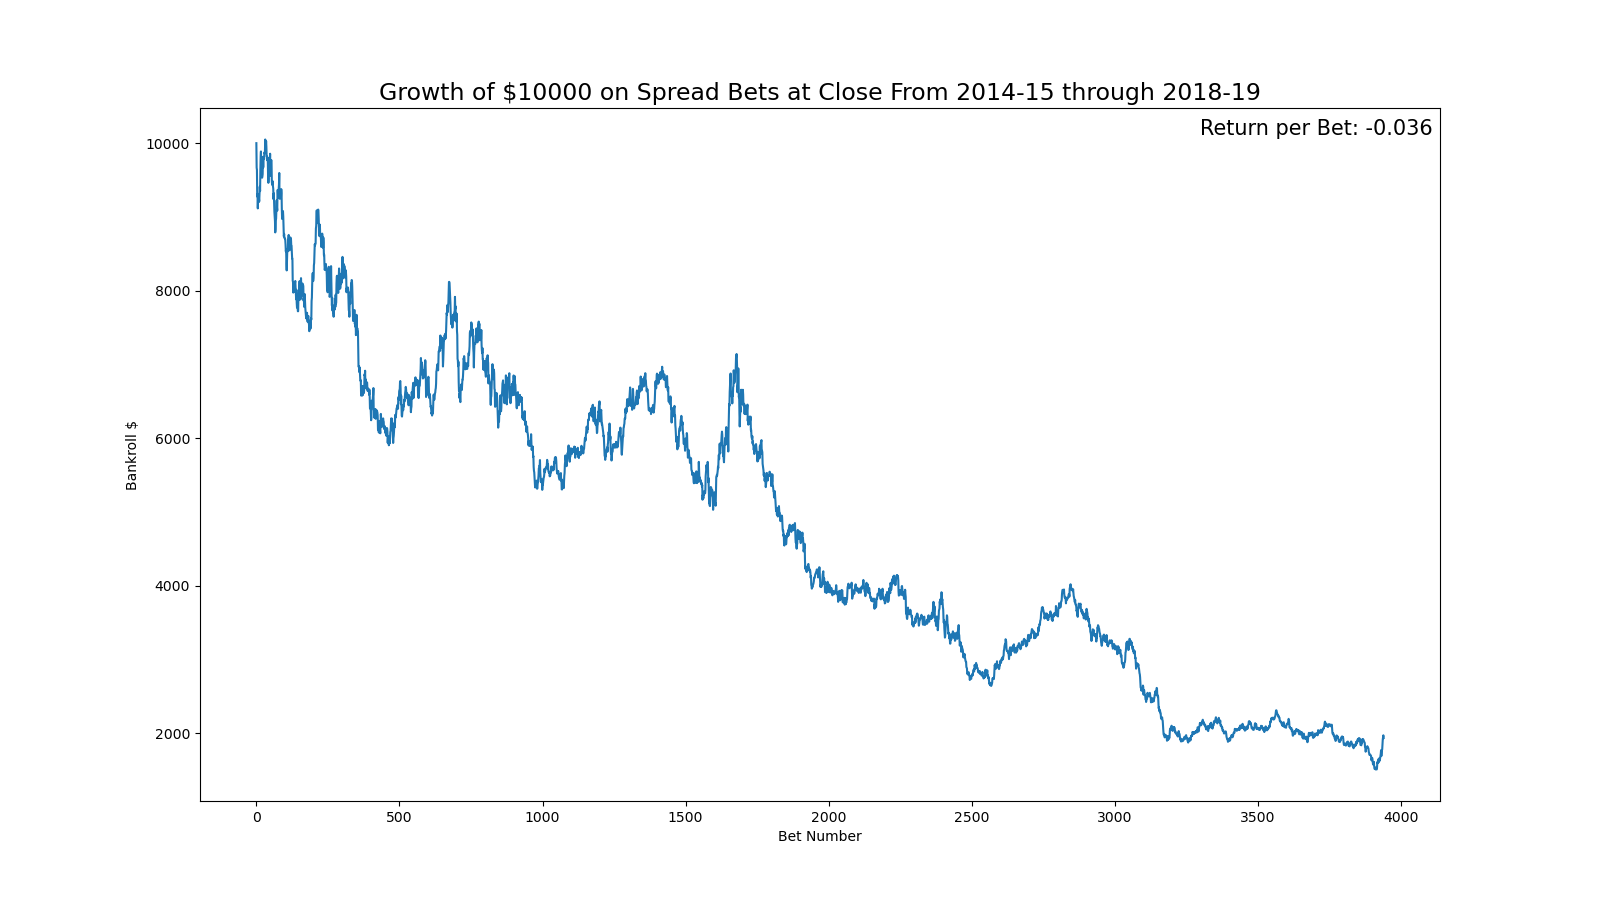 Growth of $10000 on Spread Bets at Close From 2014-15 through 2018-19
Return per Bet: -0.036
10000
8000
6000
4000
2000
Bankroll $
0 500 1000 1500 2000 2500 3000 3500 4000
Bet Number